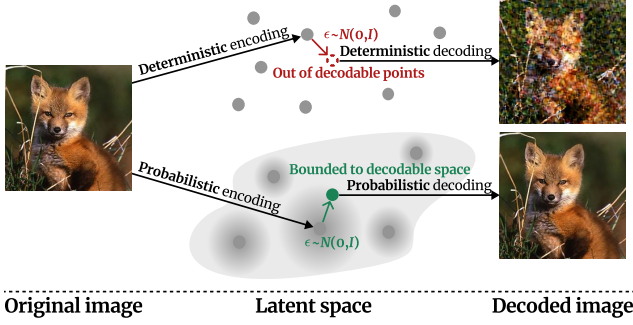 ϵ~N(0,I)
Deterministic encoding
Deterministic decoding
Out of decodable points
Bounded to decodable space
Probabilistic encoding
Probabilistic decoding
ϵ~N(0,I)
Original image
Latent space
Decoded image